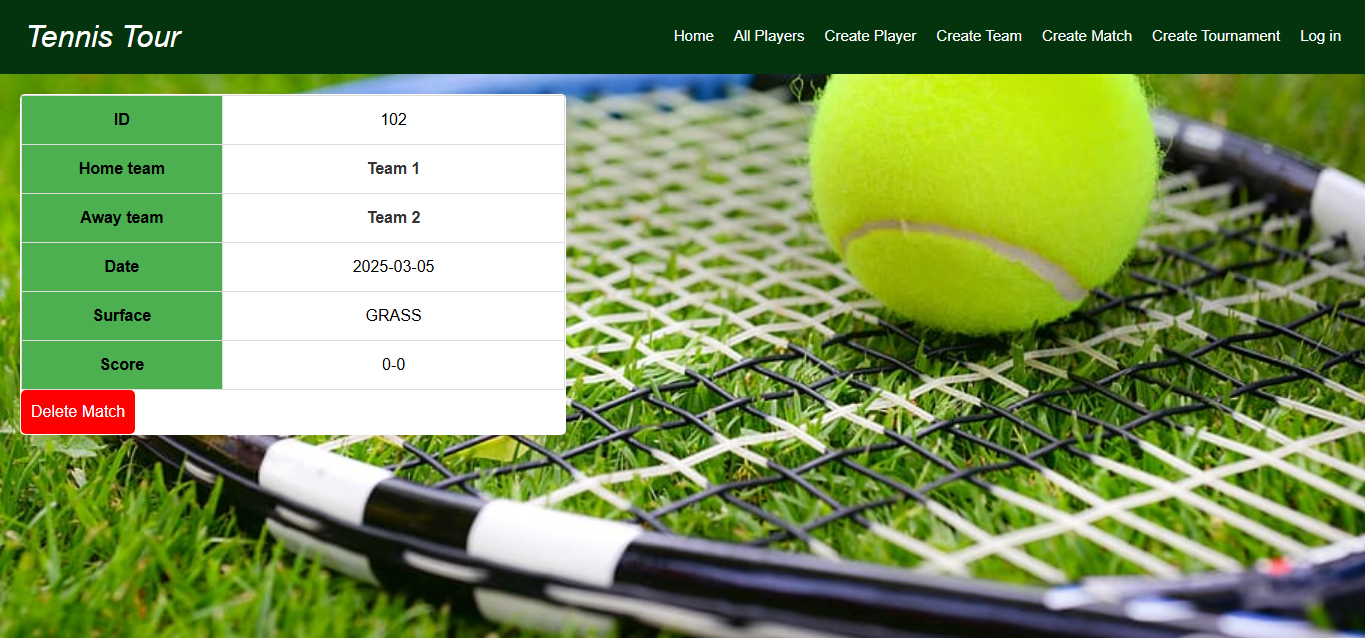 Tennis Tour
Home All Players Create Player Create Team Create Match Create Tournament Log in
ID 102
Home team Team 1
Away team Team 2
Date 2025-03-05
Surface GRASS
Score 0-0
Delete Match